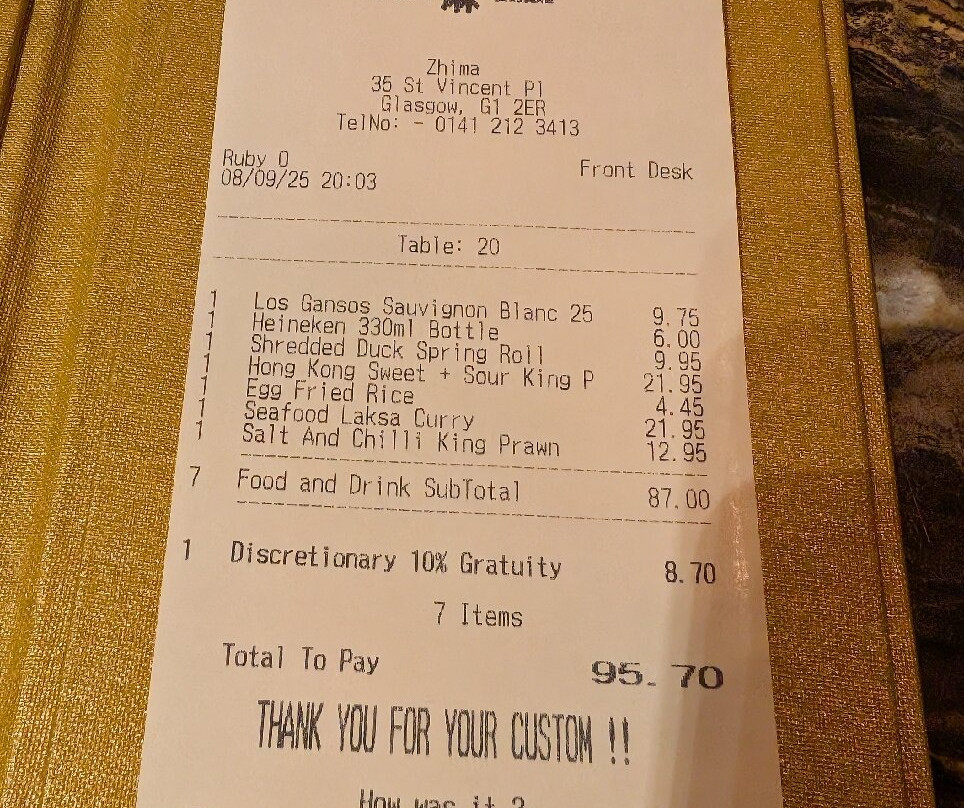 Zhima
35 St Vincent Pl
Glasgow, G1 2ER
TelNo: - 0141 212 3413
Ruby O Front Desk
08/09/25 20:03
Table: 20
1 Los Gansos Sauvignon Blanc 25 9.75
1 Heineken 330ml Bottle 6.00
1 Shredded Duck Spring Roll 9.95
1 Hong Kong Sweet + Sour King P 21.95
1 Egg Fried Rice 4.45
1 Seafood Laksa Curry 21.95
1 Salt And Chilli King Prawn 12.95
7 Food and Drink SubTotal 87.00
1 Discretionary 10% Gratuity 8.70
7 Items
Total To Pay 95.70
THANK YOU FOR YOUR CUSTOM !!
How was it ?